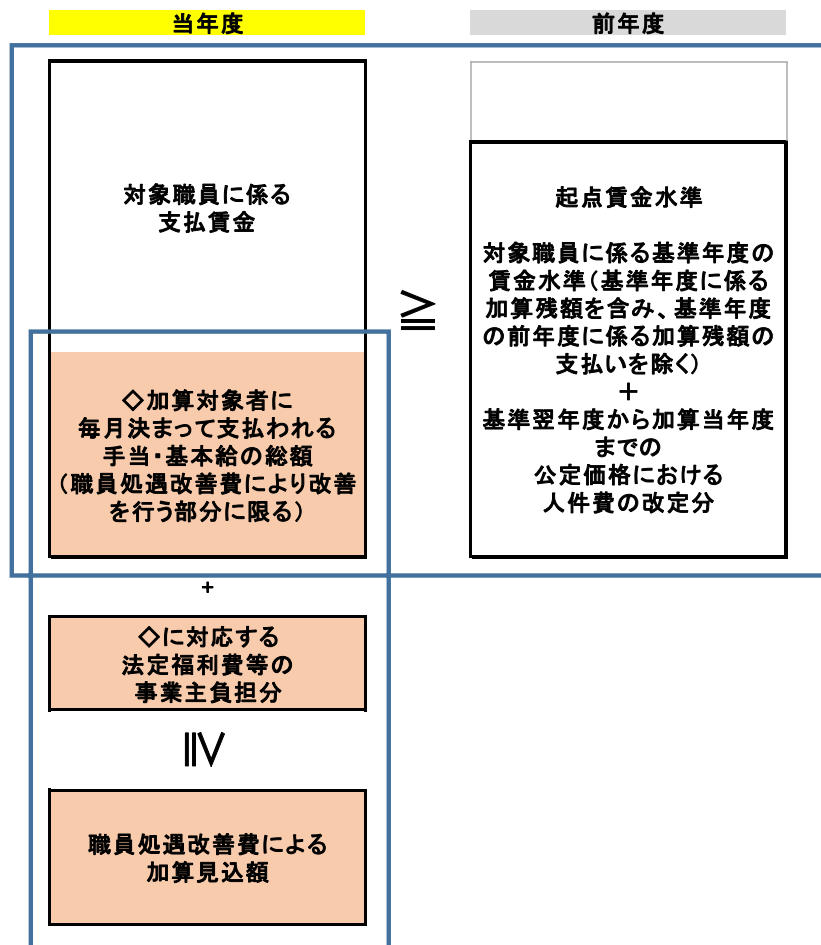 当年度
前年度
対象職員に係る
支払賃金
◇加算対象者に
毎月決まって支払われる
手当・基本給の総額
（職員処遇改善費により改善
を行う部分に限る）
≧
起点賃金水準
対象職員に係る基準年度の
賃金水準（基準年度に係る
加算残額を含み、基準年度
の前年度に係る加算残額の
支払いを除く）
＋
基準翌年度から加算当年度
までの
公定価格における
人件費の改定分
+
◇に対応する
法定福利費等の
事業主負担分
≧
職員処遇改善費による
加算見込額